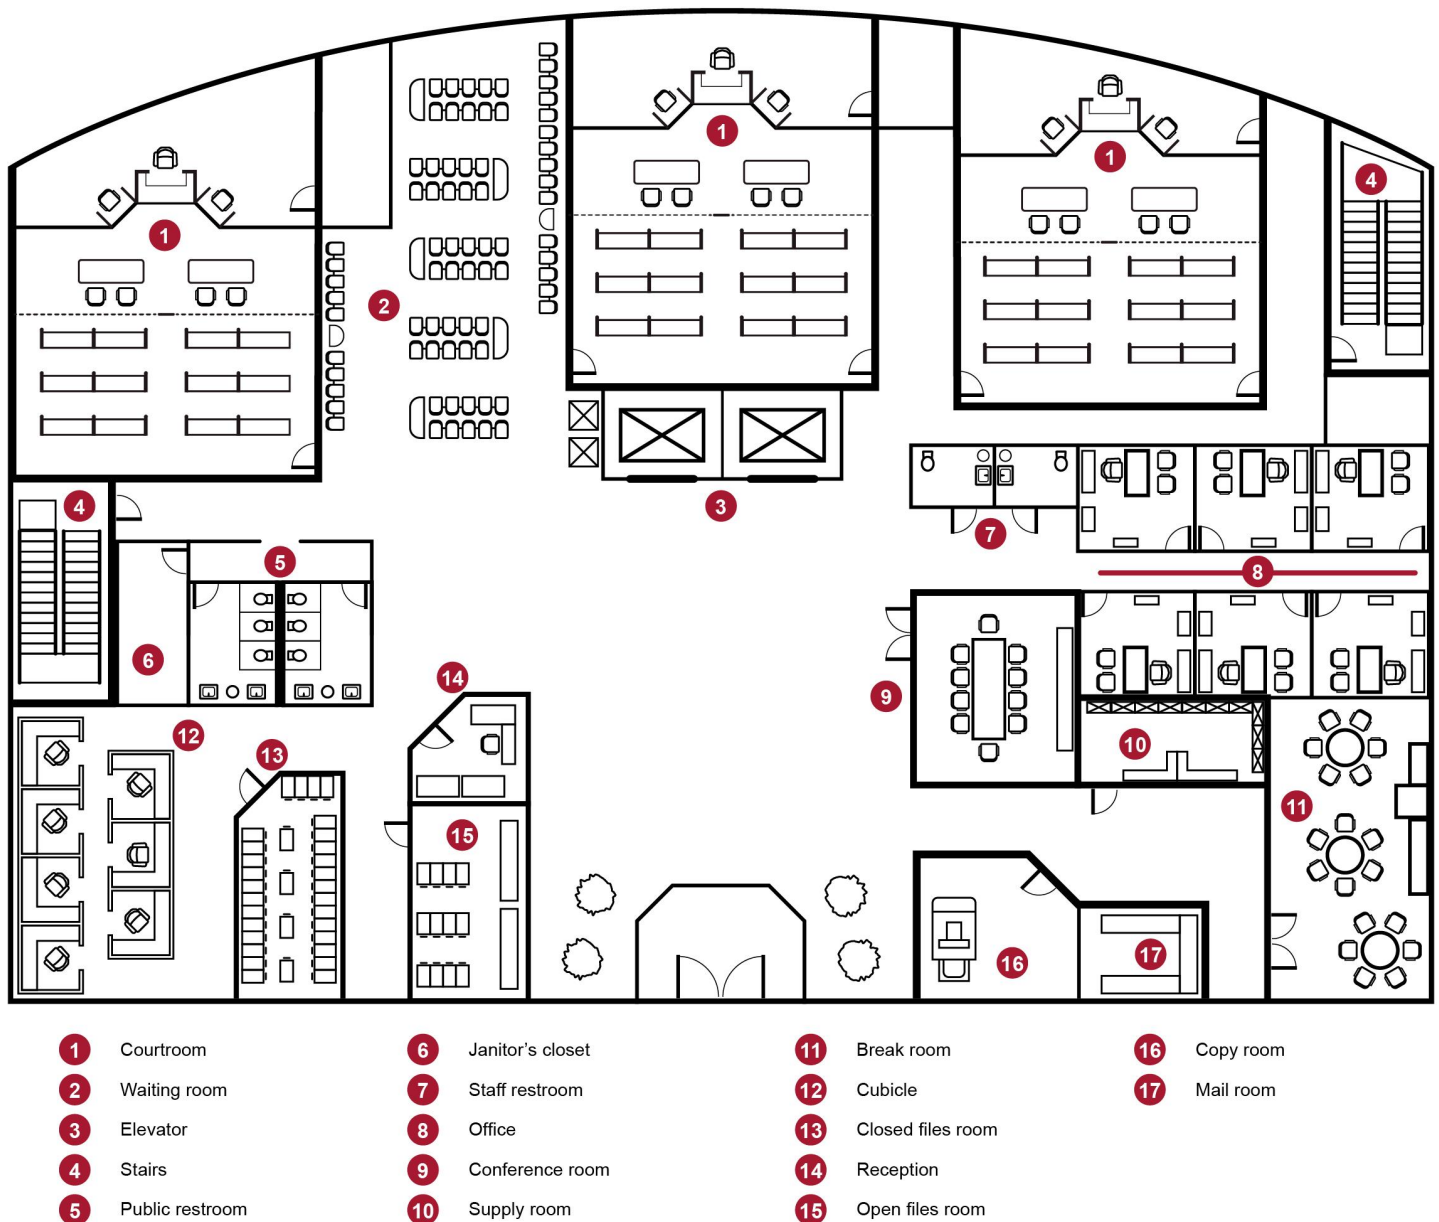 1
1
1
4
2
4
3
7
5
8
6
14
9
12
10
13
11
15
17
16
1 Courtroom
2 Waiting room
3 Elevator
4 Stairs
5 Public restroom
6 Janitor's closet
7 Staff restroom
8 Office
9 Conference room
10 Supply room
11 Break room
12 Cubicle
13 Closed files room
14 Reception
15 Open files room
16 Copy room
17 Mail room